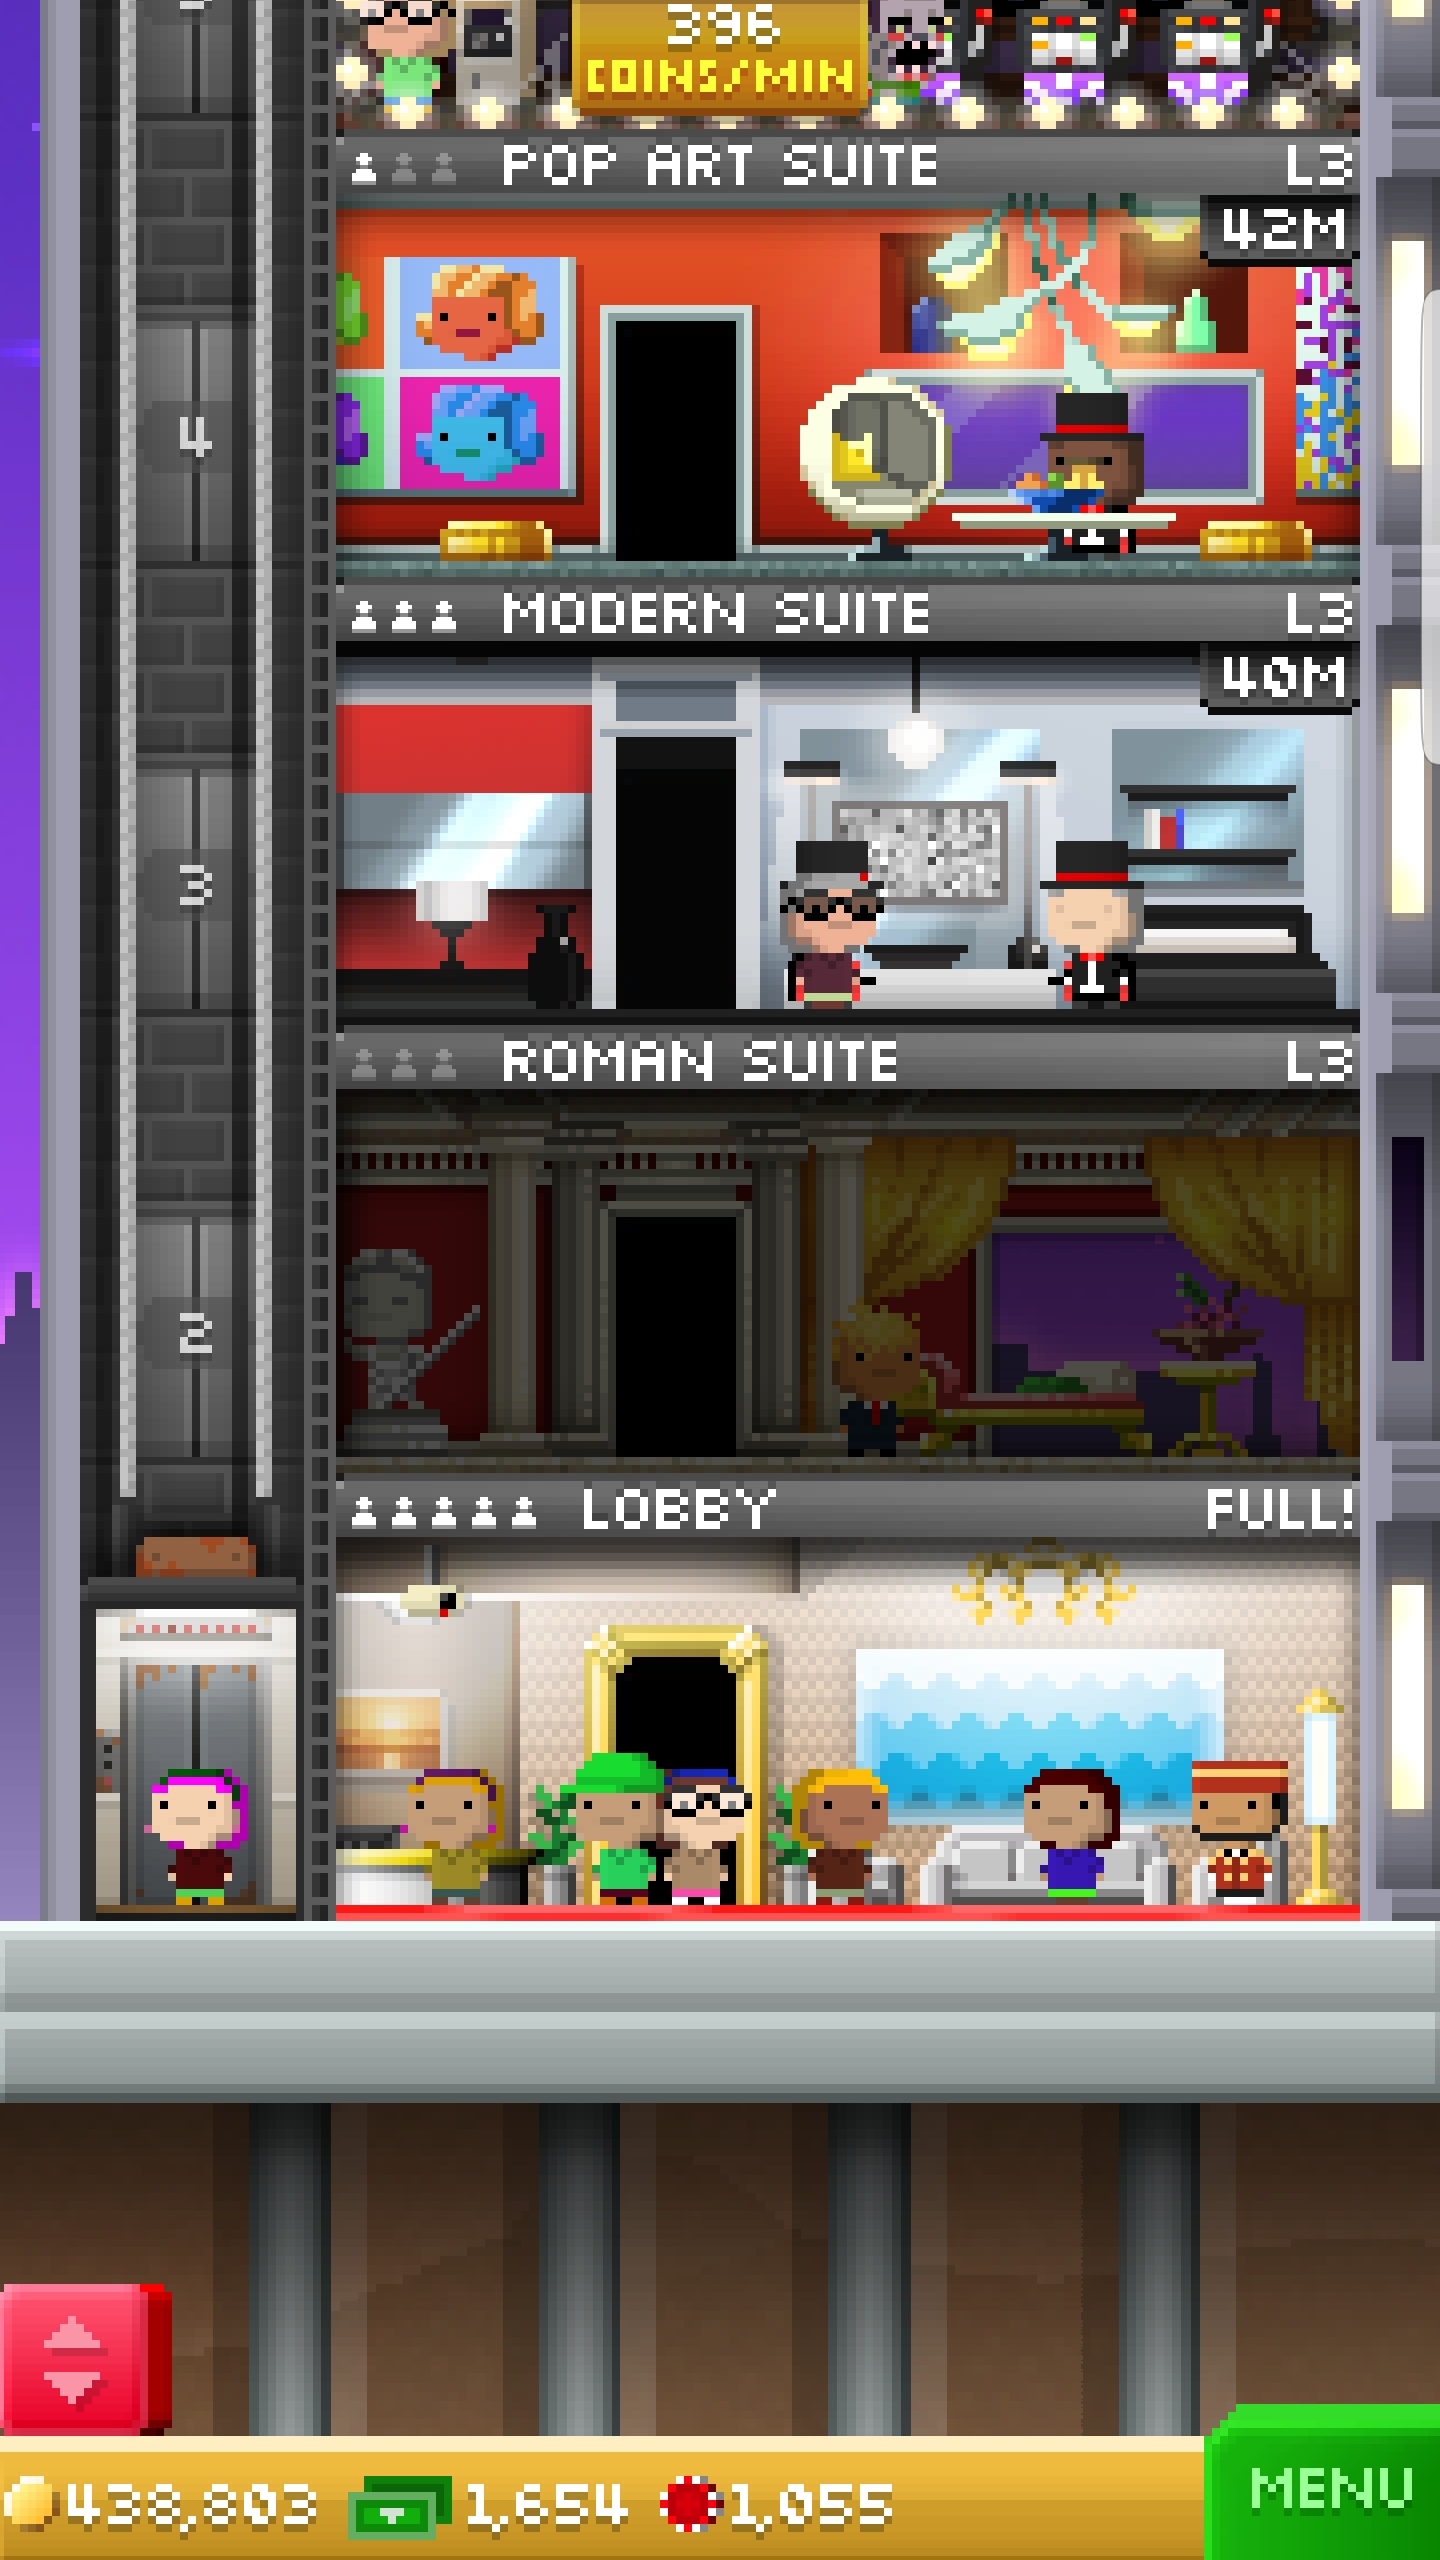 396
COINS/MIN
POP ART SUITE L3
42M
4
MODERN SUITE L3
40M
3
ROMAN SUITE L3
2
LOBBY FULL!
438,803 1,654 1,055
MENU